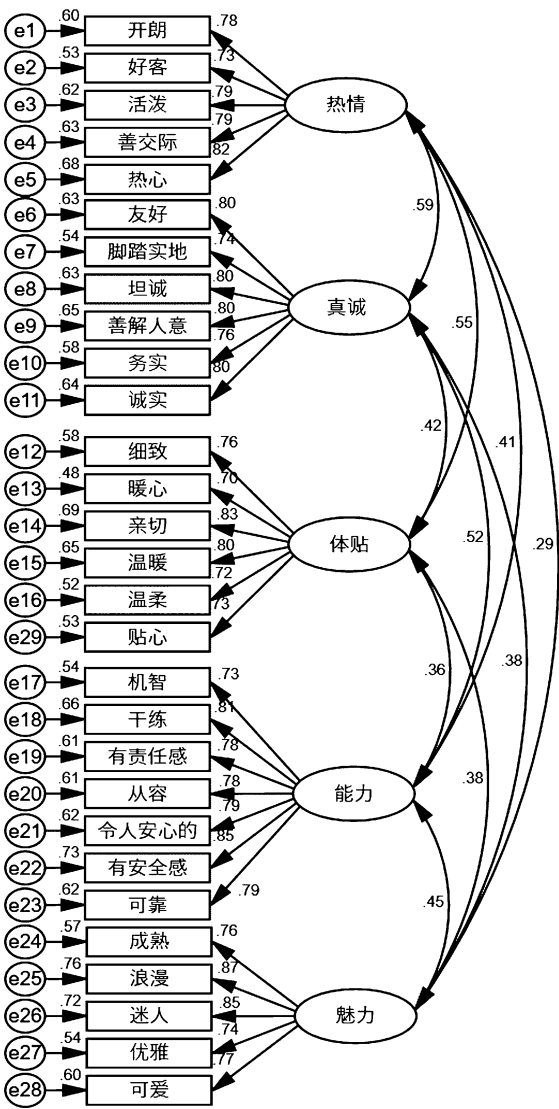 e1 .60 开朗 .78
e2 .53 好客 .73
e3 .62 活泼 .79 热情
e4 .63 善交际 .79
e5 .68 热心 .82
e6 .63 友好 .80
e7 .54 脚踏实地 .74
e8 .63 坦诚 .80 真诚
e9 .65 善解人意 .80
e10 .58 务实 .76
e11 .64 诚实 .80
e12 .58 细致 .76
e13 .48 暖心 .70
e14 .69 亲切 .83 体贴
e15 .65 温暖 .80
e16 .52 温柔 .72
e29 .53 贴心 .73
e17 .54 机智 .73
e18 .66 干练 .81
e19 .61 有责任感 .78
e20 .61 从容 .78 能力
e21 .62 令人安心的 .79
e22 .73 有安全感 .85
e23 .62 可靠 .79
e24 .57 成熟 .76
e25 .76 浪漫 .87
e26 .72 迷人 .85 魅力
e27 .54 优雅 .74
e28 .60 可爱 .77
.59
.55
.42
.41
.52
.29
.36
.38
.38
.45